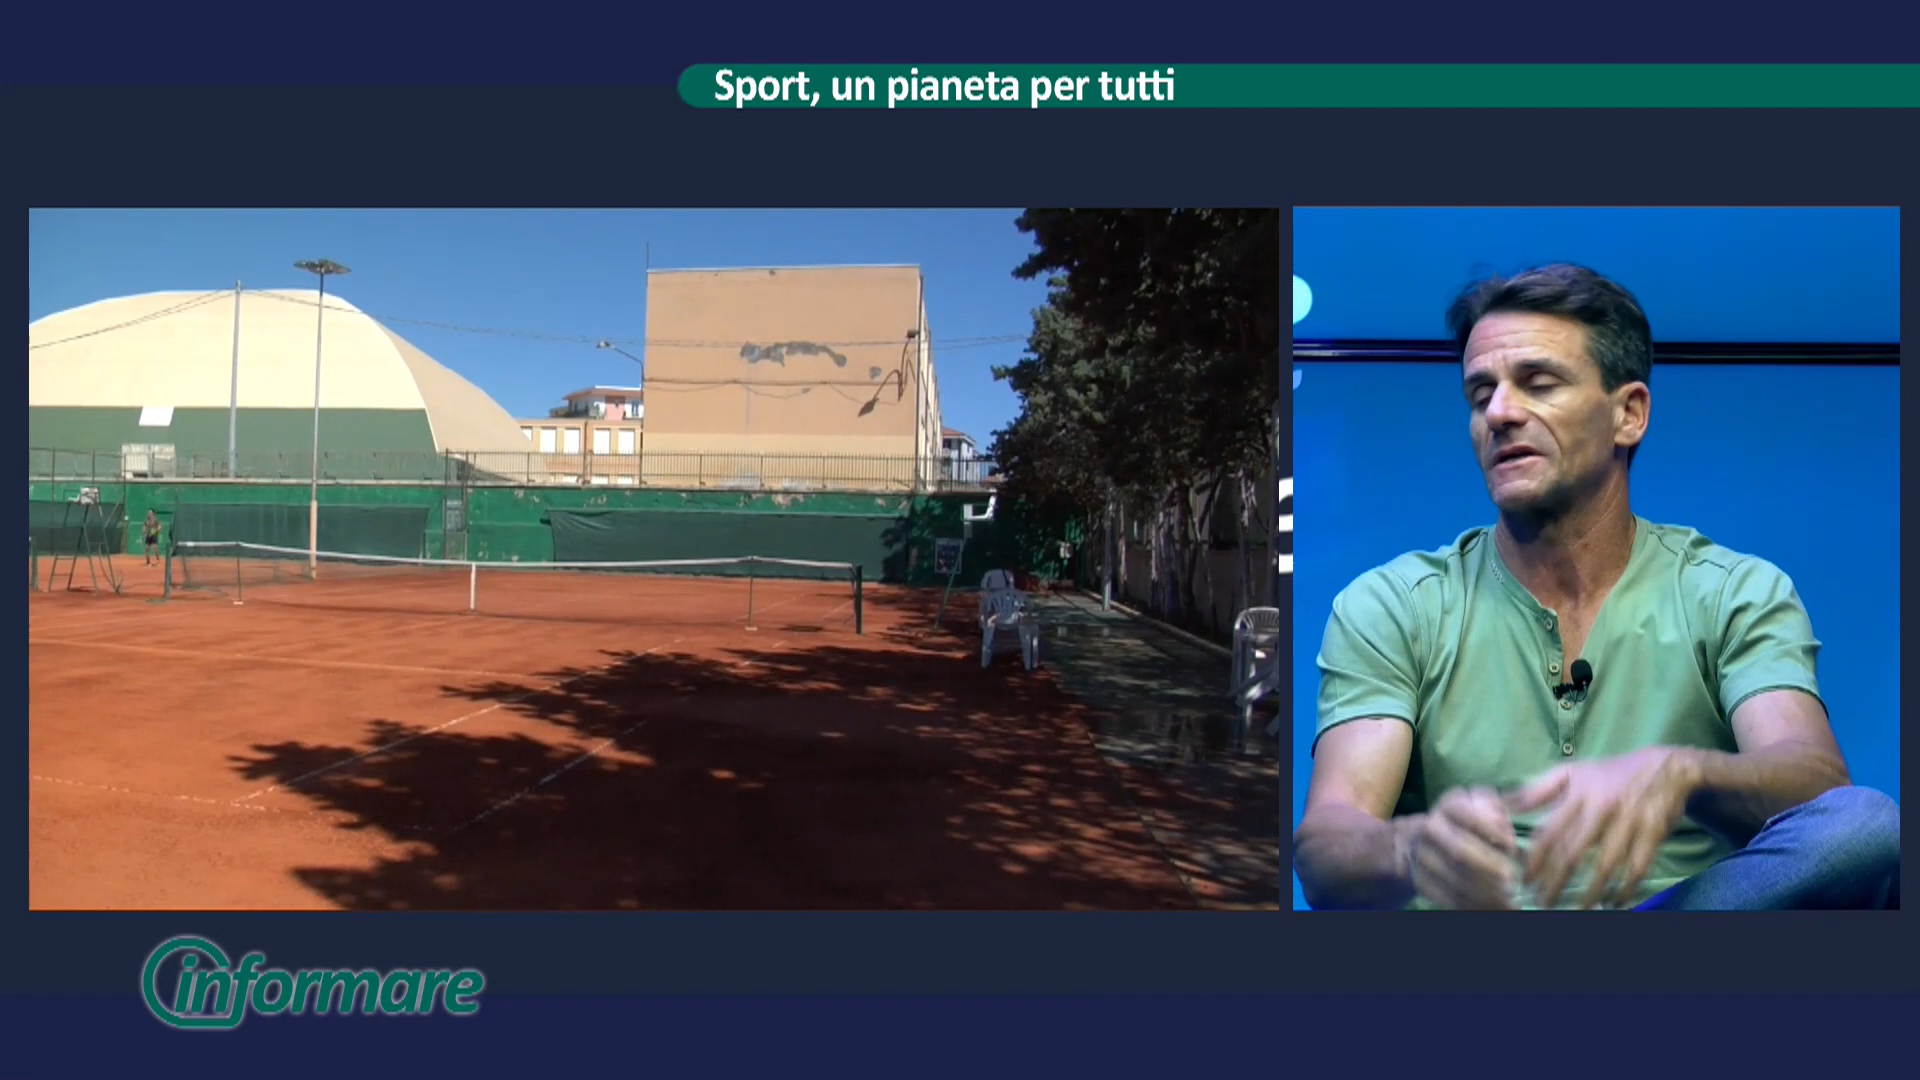 Sport, un pianeta per tutti
informare